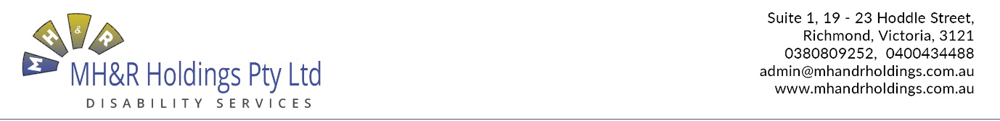 M H & R
MH&R Holdings Pty Ltd
DISABILITY SERVICES
Suite 1, 19 - 23 Hoddle Street,
Richmond, Victoria, 3121
0380809252, 0400434488
admin@mhandrholdings.com.au
www.mhandrholdings.com.au